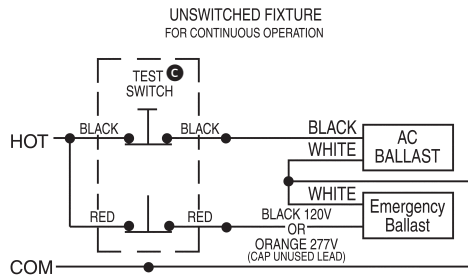 UNSWITCHED FIXTURE
FOR CONTINUOUS OPERATION
TEST C
SWITCH
HOT
BLACK
BLACK
BLACK
WHITE
AC
BALLAST
WHITE
RED
RED
BLACK 120V
OR
ORANGE 277V
(CAP UNUSED LEAD)
Emergency
Ballast
COM